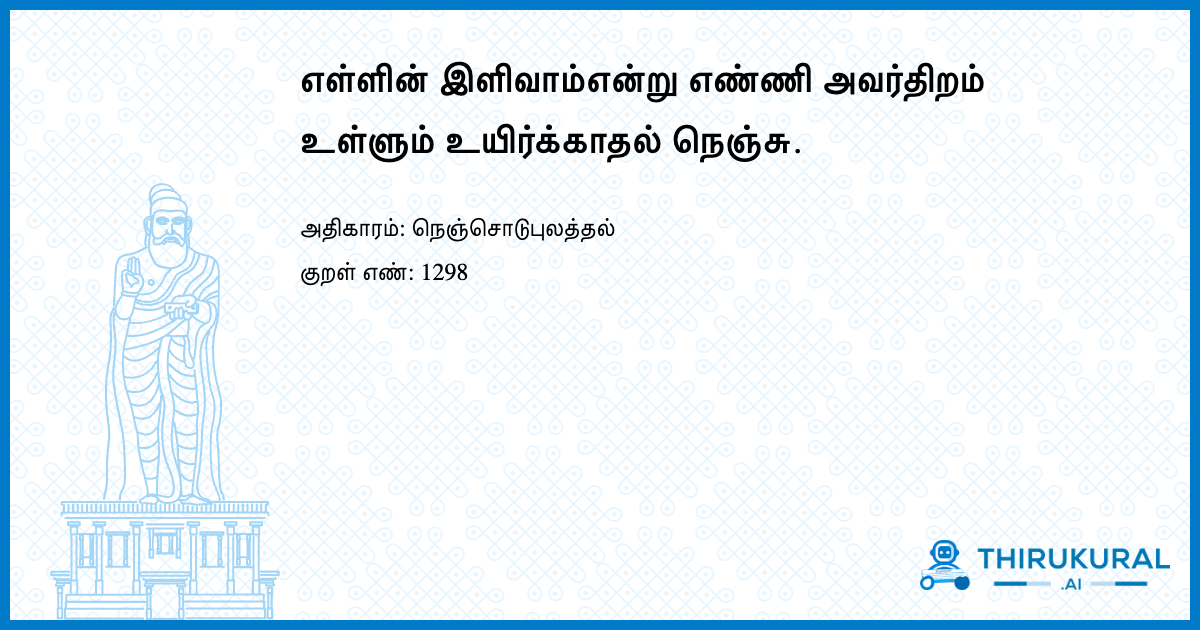 எள்ளின் இளிவாம்என்று எண்ணி அவர்திறம்
உள்ளும் உயிர்க்காதல் நெஞ்சு.
அதிகாரம்: நெஞ்சொடுபுலத்தல்
குறள் எண்: 1298
THIRUKURAL
.AI